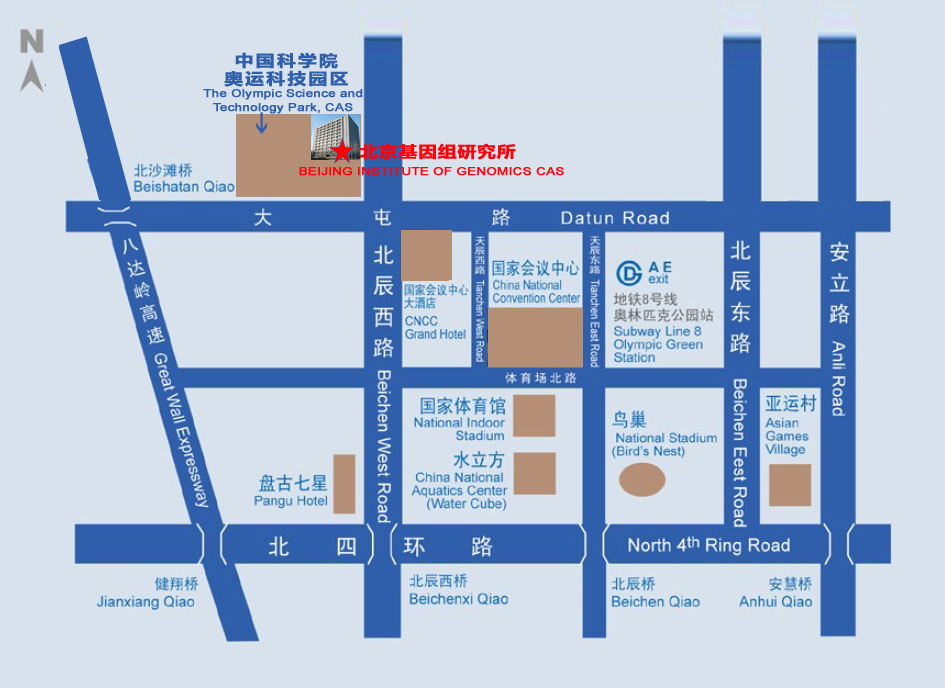 N
中国科学院
奥运科技园区
The Olympic Science and
Technology Park, CAS
北京基因组研究所
BEIJING INSTITUTE OF GENOMICS CAS
北沙滩桥
Beishatan Qiao
大 屯 路 Datun Road
八达岭高速 Great Wall Expressway
北辰西路 Beichen West Road
国家会议中心
大酒店
CNCC
Grand Hotel
天辰西路 Tianchen West Road
国家会议中心
China National
Convention Center
天辰东路 Tianchen East Road
A E
exit
地铁8号线
奥林匹克公园站
Subway Line 8
Olympic Green
Station
北辰东路 Beichen Eest Road
安立路 Anli Road
体育场北路
国家体育馆
National Indoor
Stadium
水立方
China National
Aquatics Center
(Water Cube)
鸟巢
National Stadium
(Bird's Nest)
亚运村
Asian
Games
Village
盘古七星
Pangu Hotel
北 四 环 路 North 4th Ring Road
健翔桥
Jianxiang Qiao
北辰西桥
Beichenxi Qiao
北辰桥
Beichen Qiao
安慧桥
Anhui Qiao